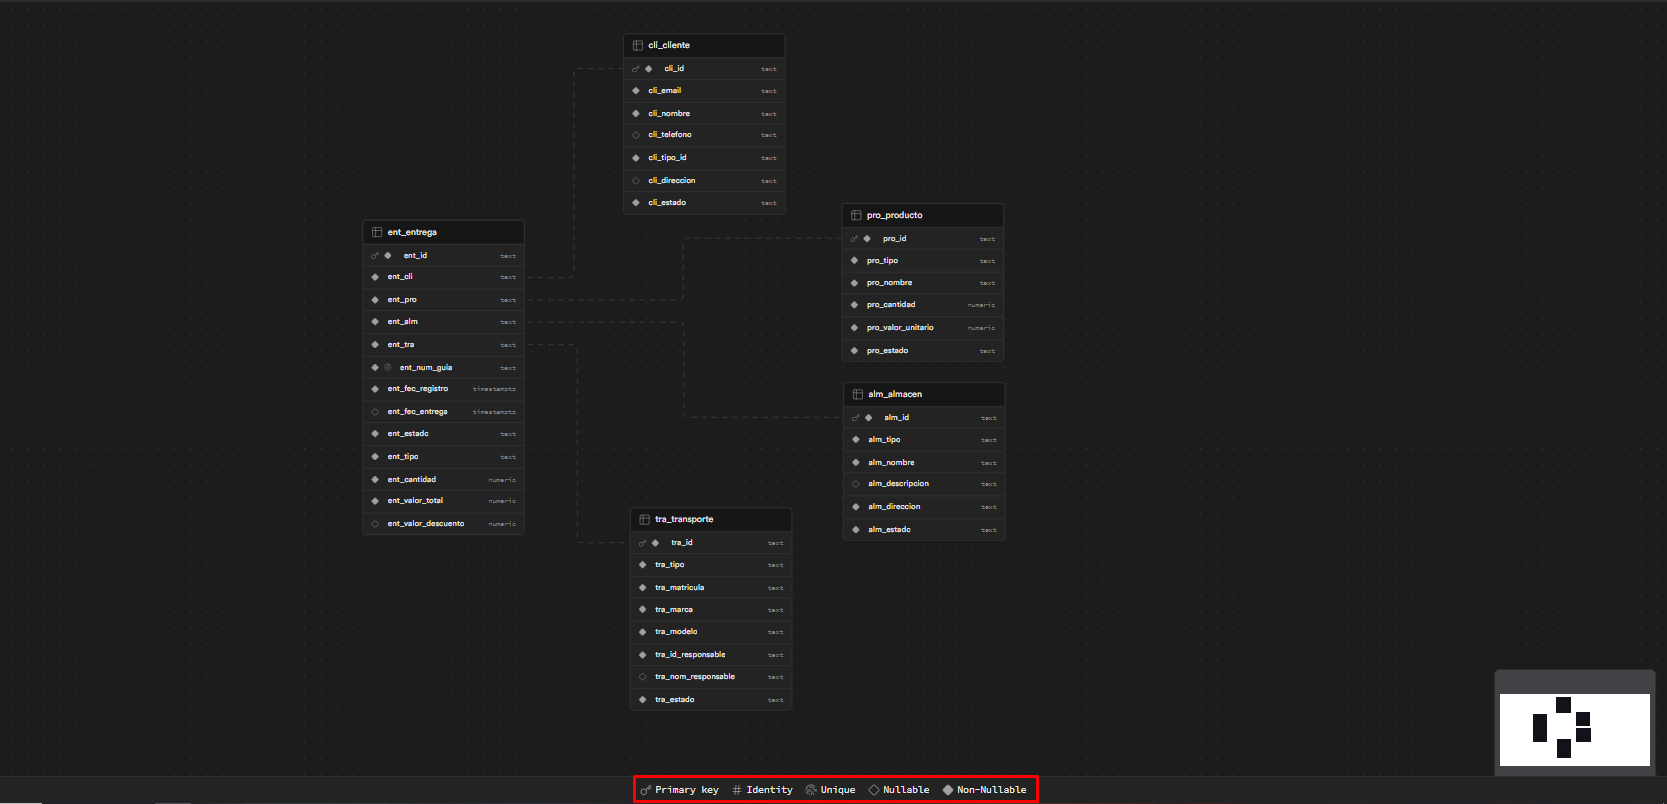 cli_cliente
cli_id text
cli_email text
cli_nombre text
cli_telefono text
cli_tipo_id text
cli_direccion text
cli_estado text
ent_entrega
ent_id text
ent_cli text
ent_pro text
ent_alm text
ent_tra text
ent_num_guia text
ent_fec_registro timestamptz
ent_fec_entrega timestamptz
ent_estado text
ent_tipo text
ent_cantidad numeric
ent_valor_total numeric
ent_valor_descuento numeric
pro_producto
pro_id text
pro_tipo text
pro_nombre text
pro_cantidad numeric
pro_valor_unitario numeric
pro_estado text
alm_almacen
alm_id text
alm_tipo text
alm_nombre text
alm_descripcion text
alm_direccion text
alm_estado text
tra_transporte
tra_id text
tra_tipo text
tra_matricula text
tra_marca text
tra_modelo text
tra_id_responsable text
tra_nom_responsable text
tra_estado text
Primary key # Identity Unique Nullable Non-Nullable